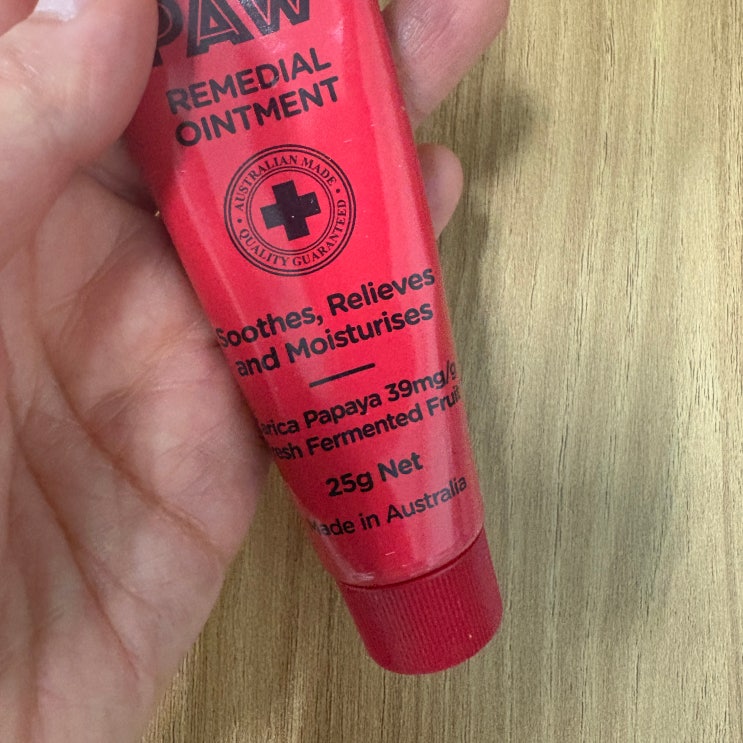 PAW
REMEDIAL
OINTMENT
• AUSTRALIAN MADE •
QUALITY GUARANTEED
Soothes, Relieves
and Moisturises
Papaya 39mg/g
Fermented Fruit
25g Net
Made in Australia